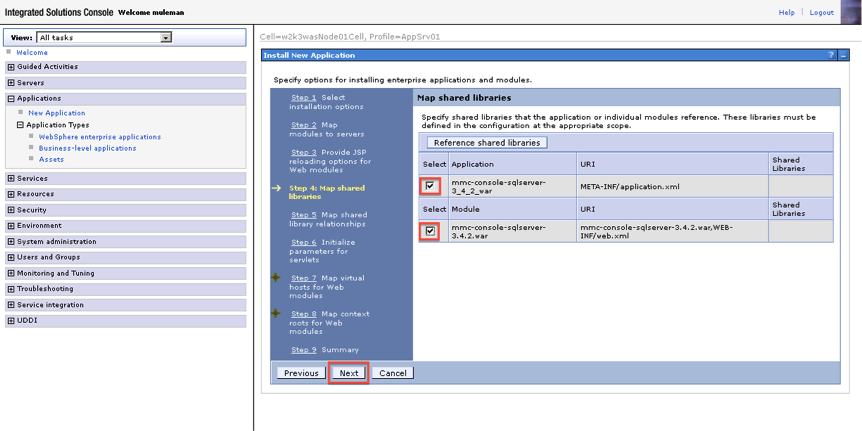 Integrated Solutions Console Welcome muleman
Help Logout
View: All tasks
Welcome
Guided Activities
Servers
Applications
New Application
Application Types
WebSphere enterprise applications
Business-level applications
Assets
Services
Resources
Security
Environment
System administration
Users and Groups
Monitoring and Tuning
Troubleshooting
Service integration
UDDI
Cell=w2k3wasNode01Cell, Profile=AppSrv01
Install New Application ? –
Specify options for installing enterprise applications and modules.
Step 1 Select
installation options
Step 2 Map
modules to servers
Step 3 Provide JSP
reloading options for
Web modules
Step 4: Map shared
libraries
Step 5 Map shared
library relationships
Step 6 Initialize
parameters for
servlets
Step 7 Map virtual
hosts for Web
modules
Step 8 Map context
roots for Web
modules
Step 9 Summary
Map shared libraries
Specify shared libraries that the application or individual modules reference. These libraries must be
defined in the configuration at the appropriate scope.
Reference shared libraries
Select Application URI Shared
Libraries
mmc-console-sqlserver-
3_4_2_war META-INF/application.xml
Select Module URI Shared
Libraries
mmc-console-sqlserver- mmc-console-sqlserver-3.4.2.war,WEB-
3.4.2.war INF/web.xml
Previous Next Cancel